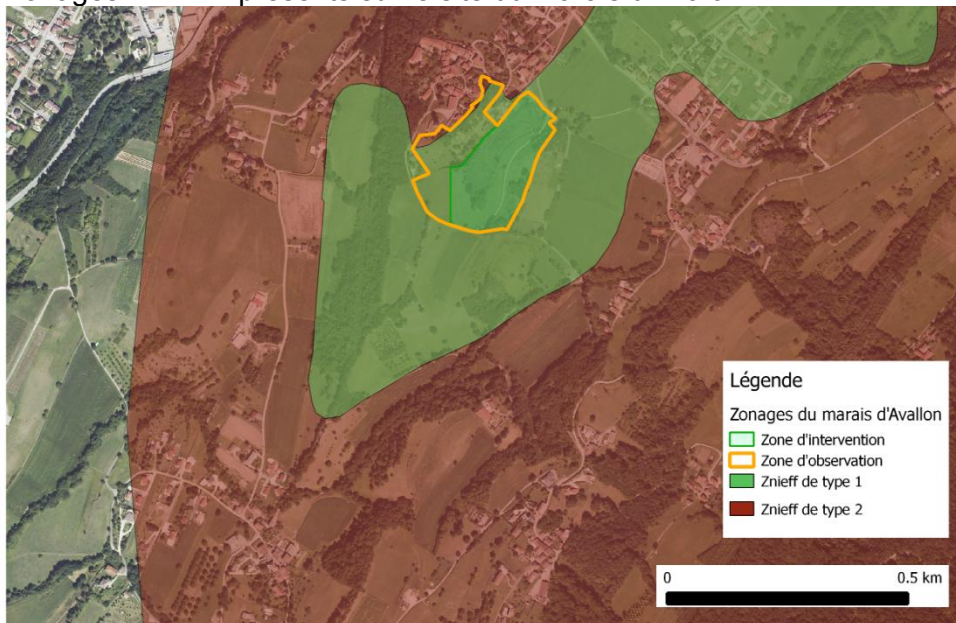 Légende
Zonages du marais d'Avallon
Zone d'intervention
Zone d'observation
Znieff de type 1
Znieff de type 2
0 0.5 km